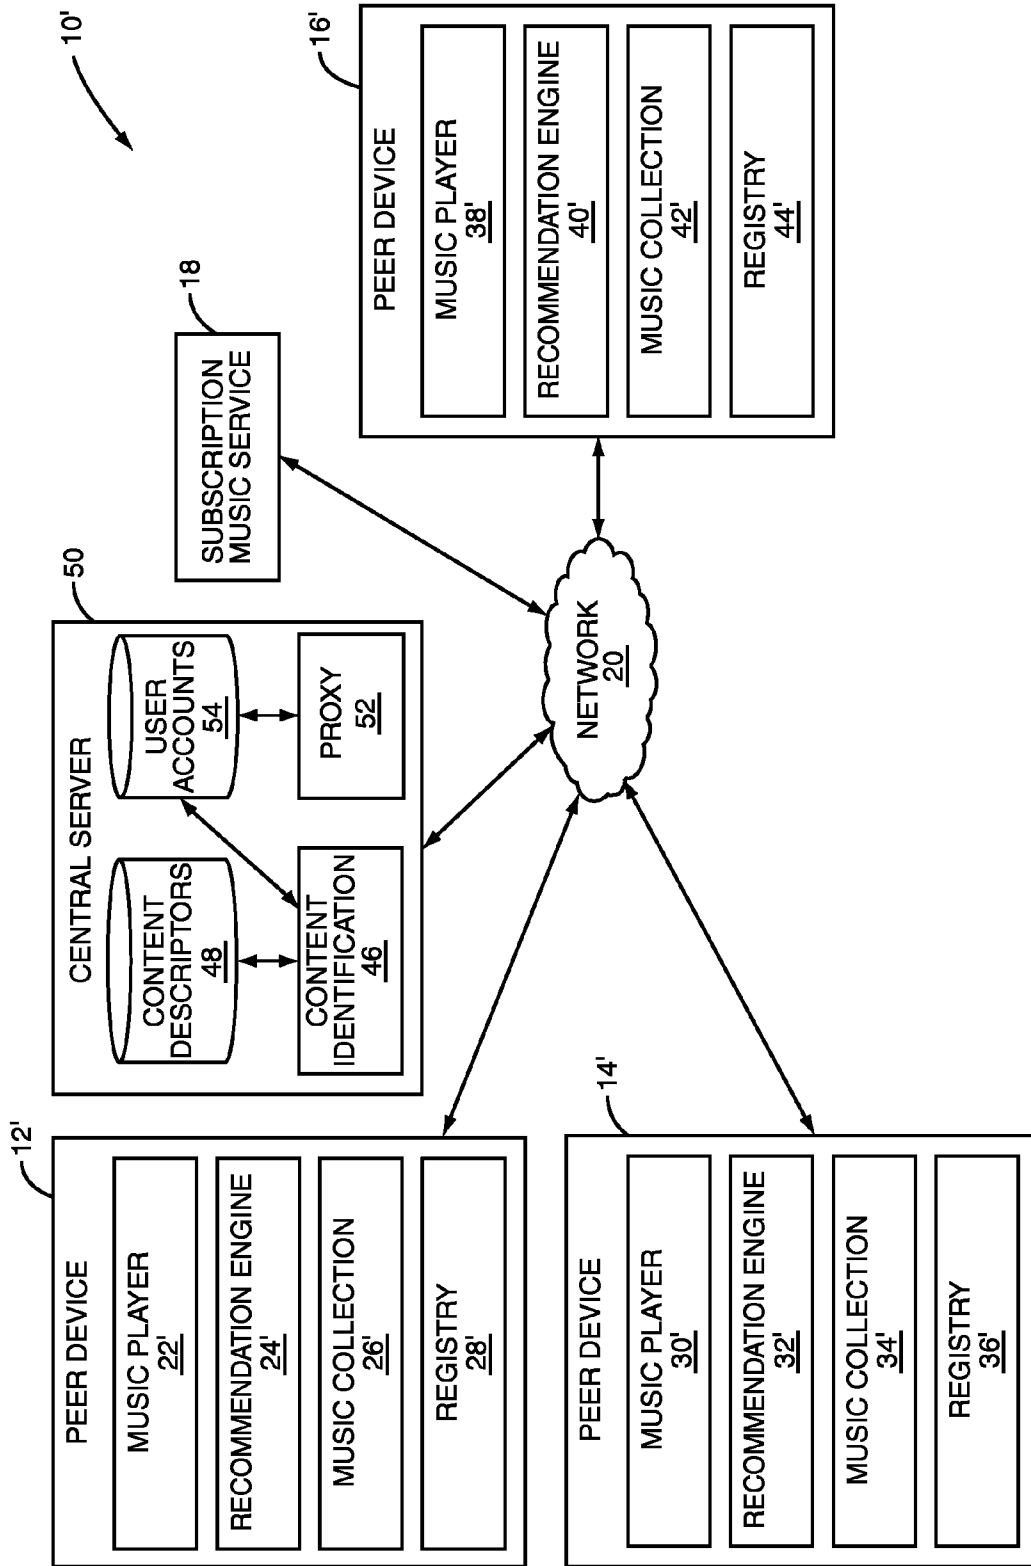 10'
12'
PEER DEVICE
MUSIC PLAYER
22'
RECOMMENDATION ENGINE
24'
MUSIC COLLECTION
26'
REGISTRY
28'
50
CENTRAL SERVER
CONTENT
DESCRIPTORS
48
USER
ACCOUNTS
54
CONTENT
IDENTIFICATION
46
PROXY
52
18
SUBSCRIPTION
MUSIC SERVICE
16'
PEER DEVICE
MUSIC PLAYER
38'
RECOMMENDATION ENGINE
40'
MUSIC COLLECTION
42'
REGISTRY
44'
NETWORK
20
14'
PEER DEVICE
MUSIC PLAYER
30'
RECOMMENDATION ENGINE
32'
MUSIC COLLECTION
34'
REGISTRY
36'